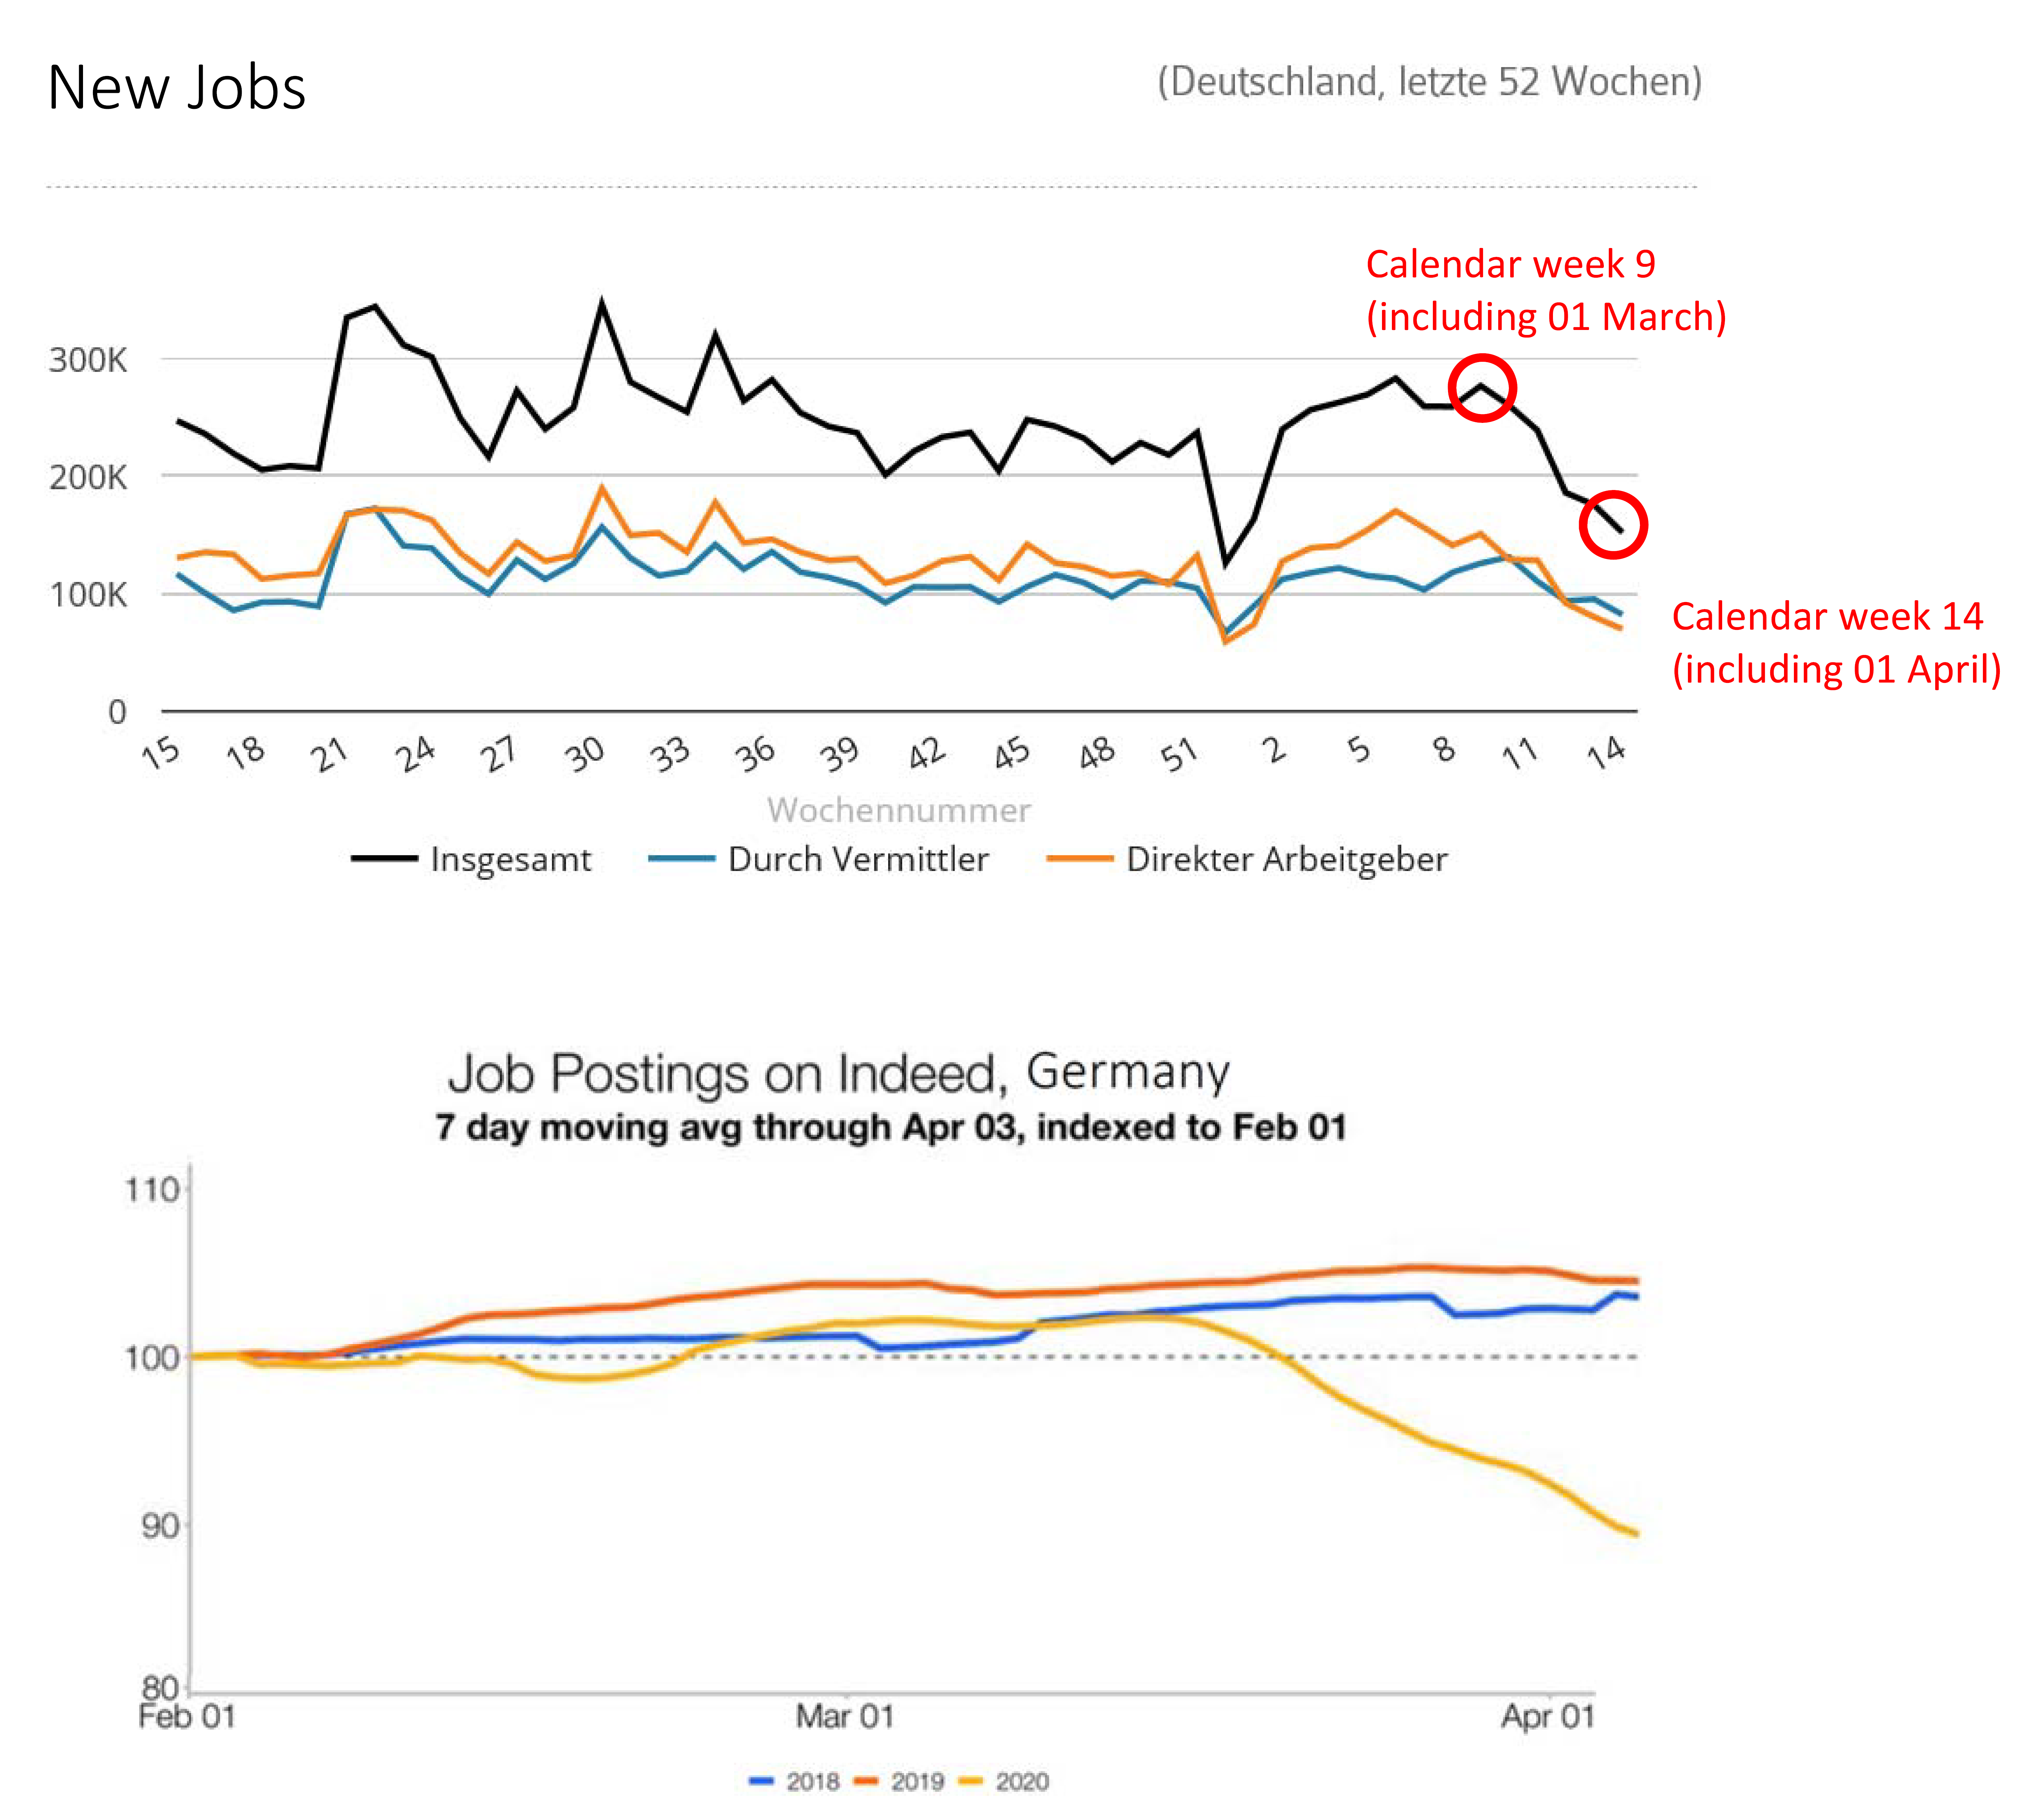 New Jobs
(Deutschland, letzte 52 Wochen)
Calendar week 9
(including 01 March)
300K
200K
100K
0
Calendar week 14
(including 01 April)
15 18 21 24 27 30 33 36 39 42 45 48 51 2 5 8 11 14
Wochennummer
Insgesamt Durch Vermittler Direkter Arbeitgeber
Job Postings on Indeed, Germany
7 day moving avg through Apr 03, indexed to Feb 01
110
100
90
80
Feb 01 Mar 01 Apr 01
2018 2019 2020